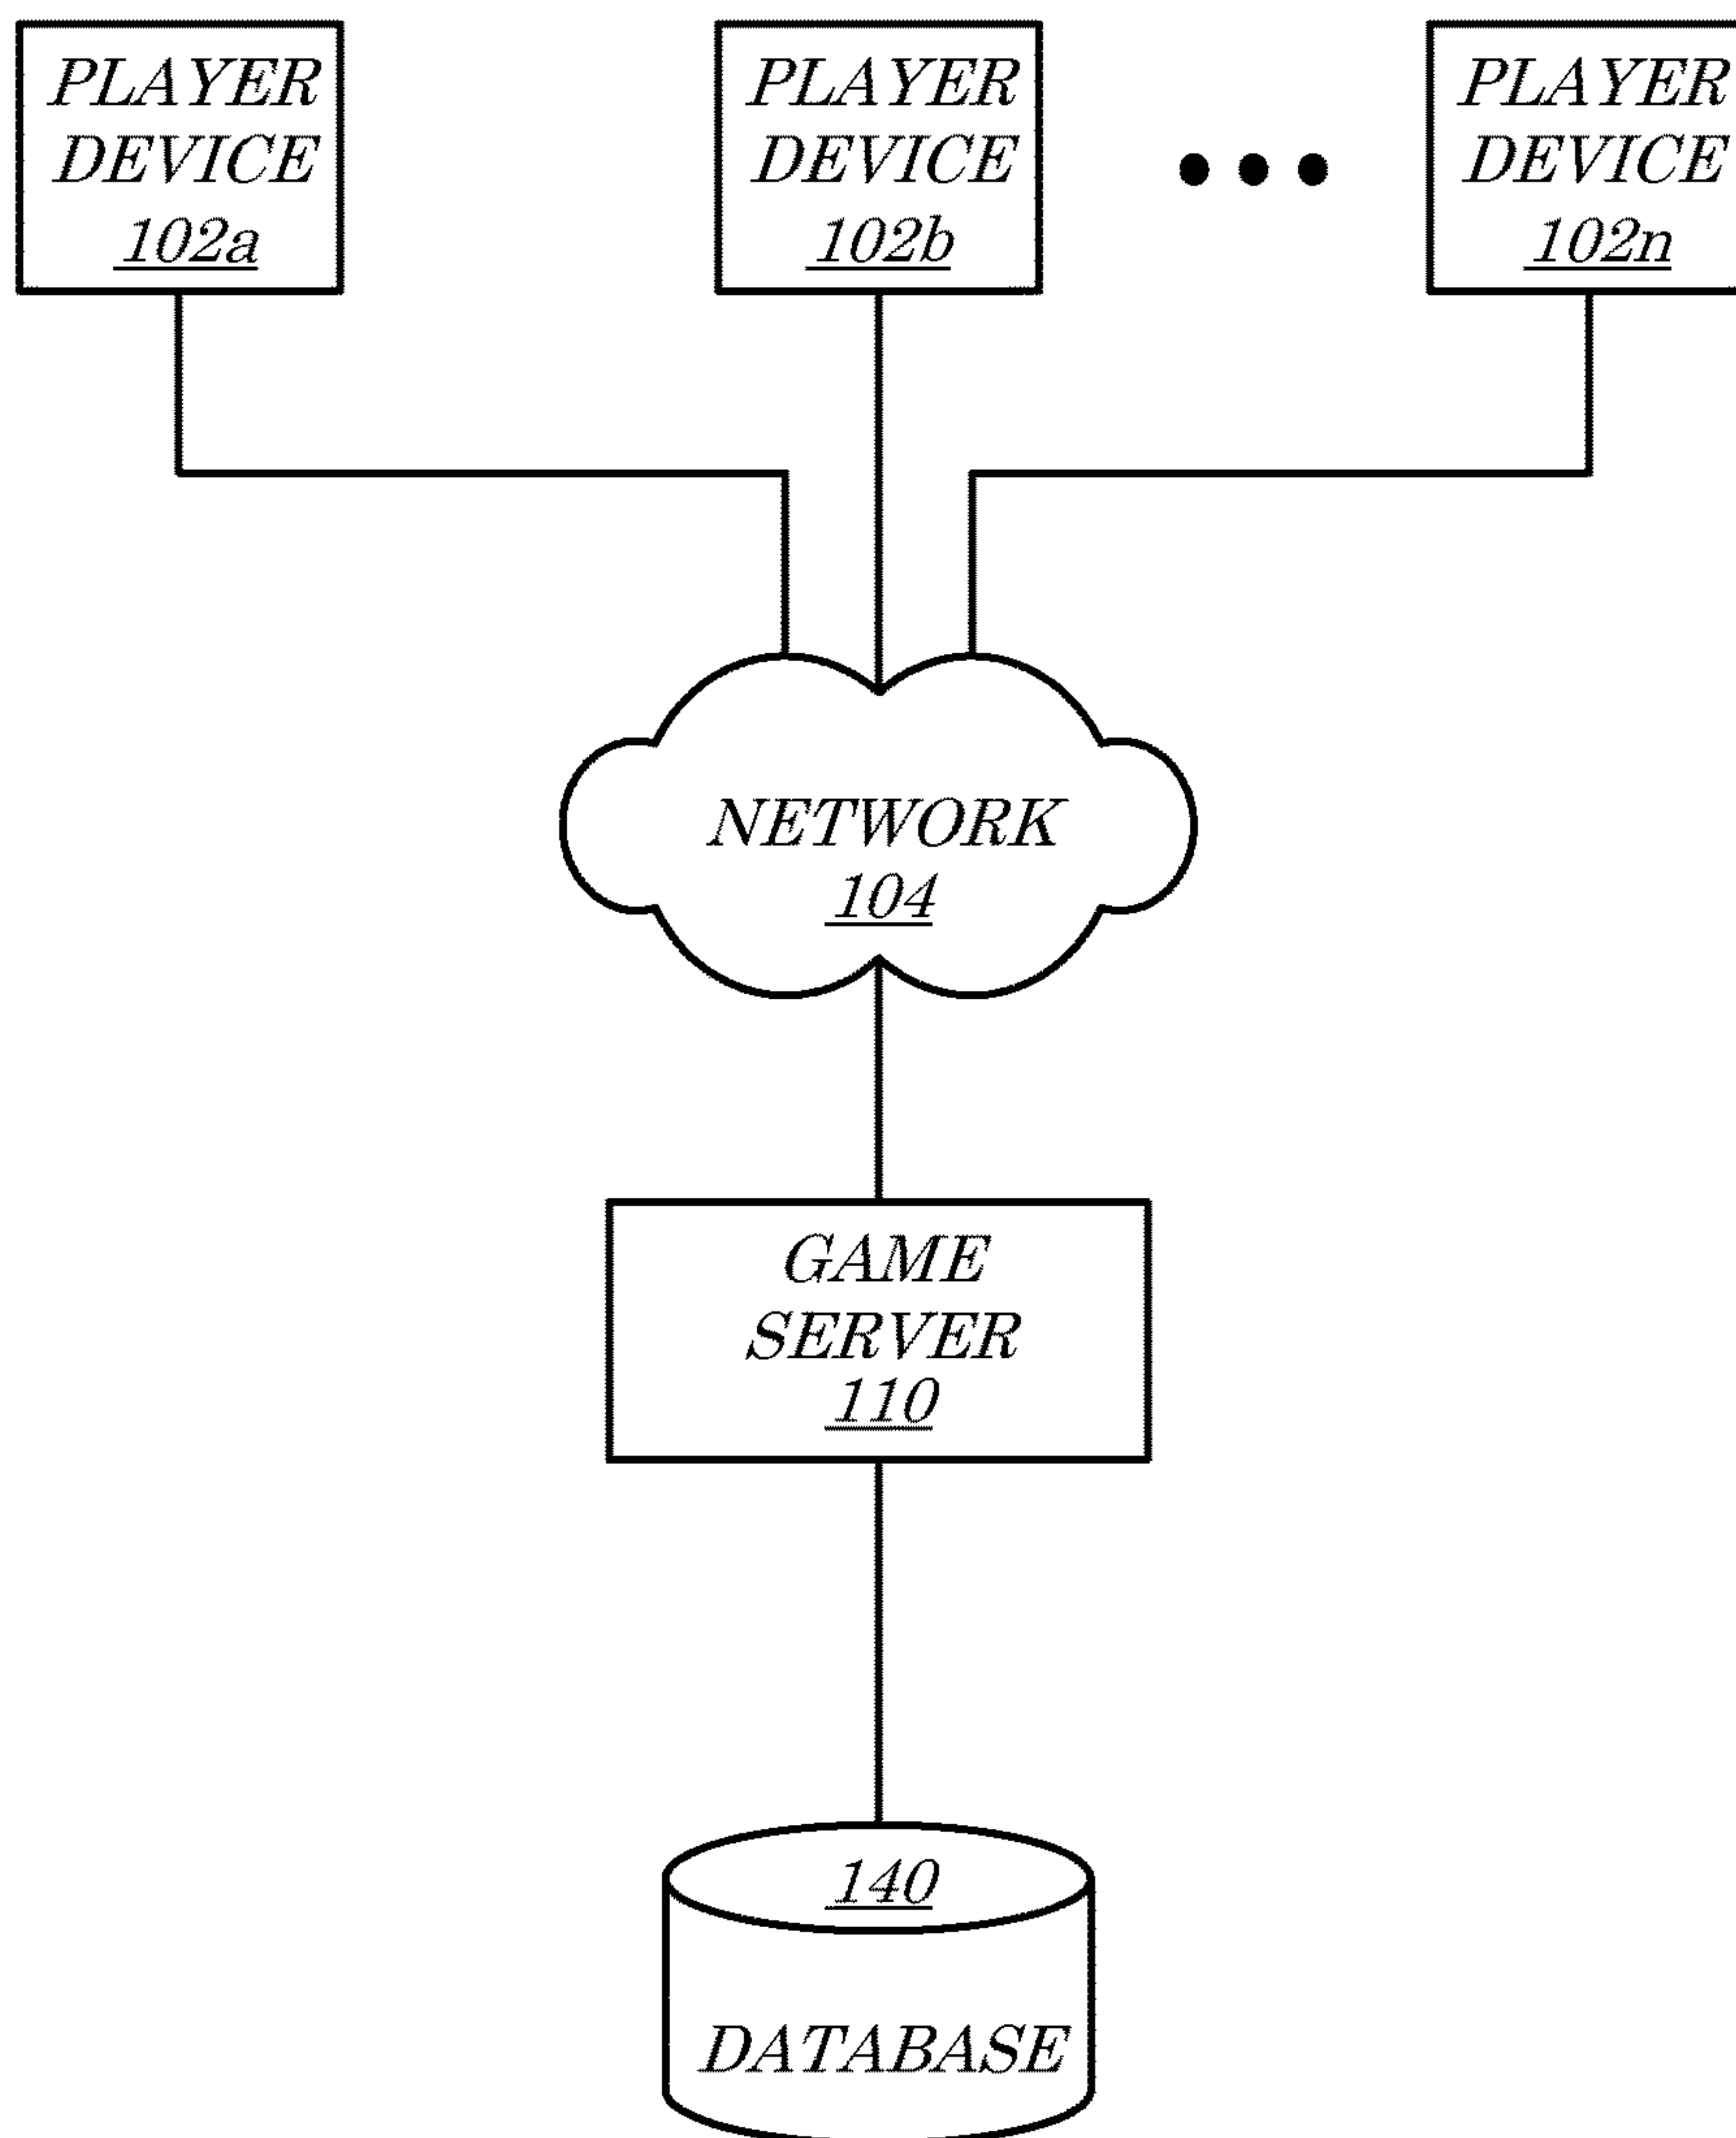 PLAYER
DEVICE
102a
PLAYER
DEVICE
102b
PLAYER
DEVICE
102n
NETWORK
104
GAME
SERVER
110
140
DATABASE